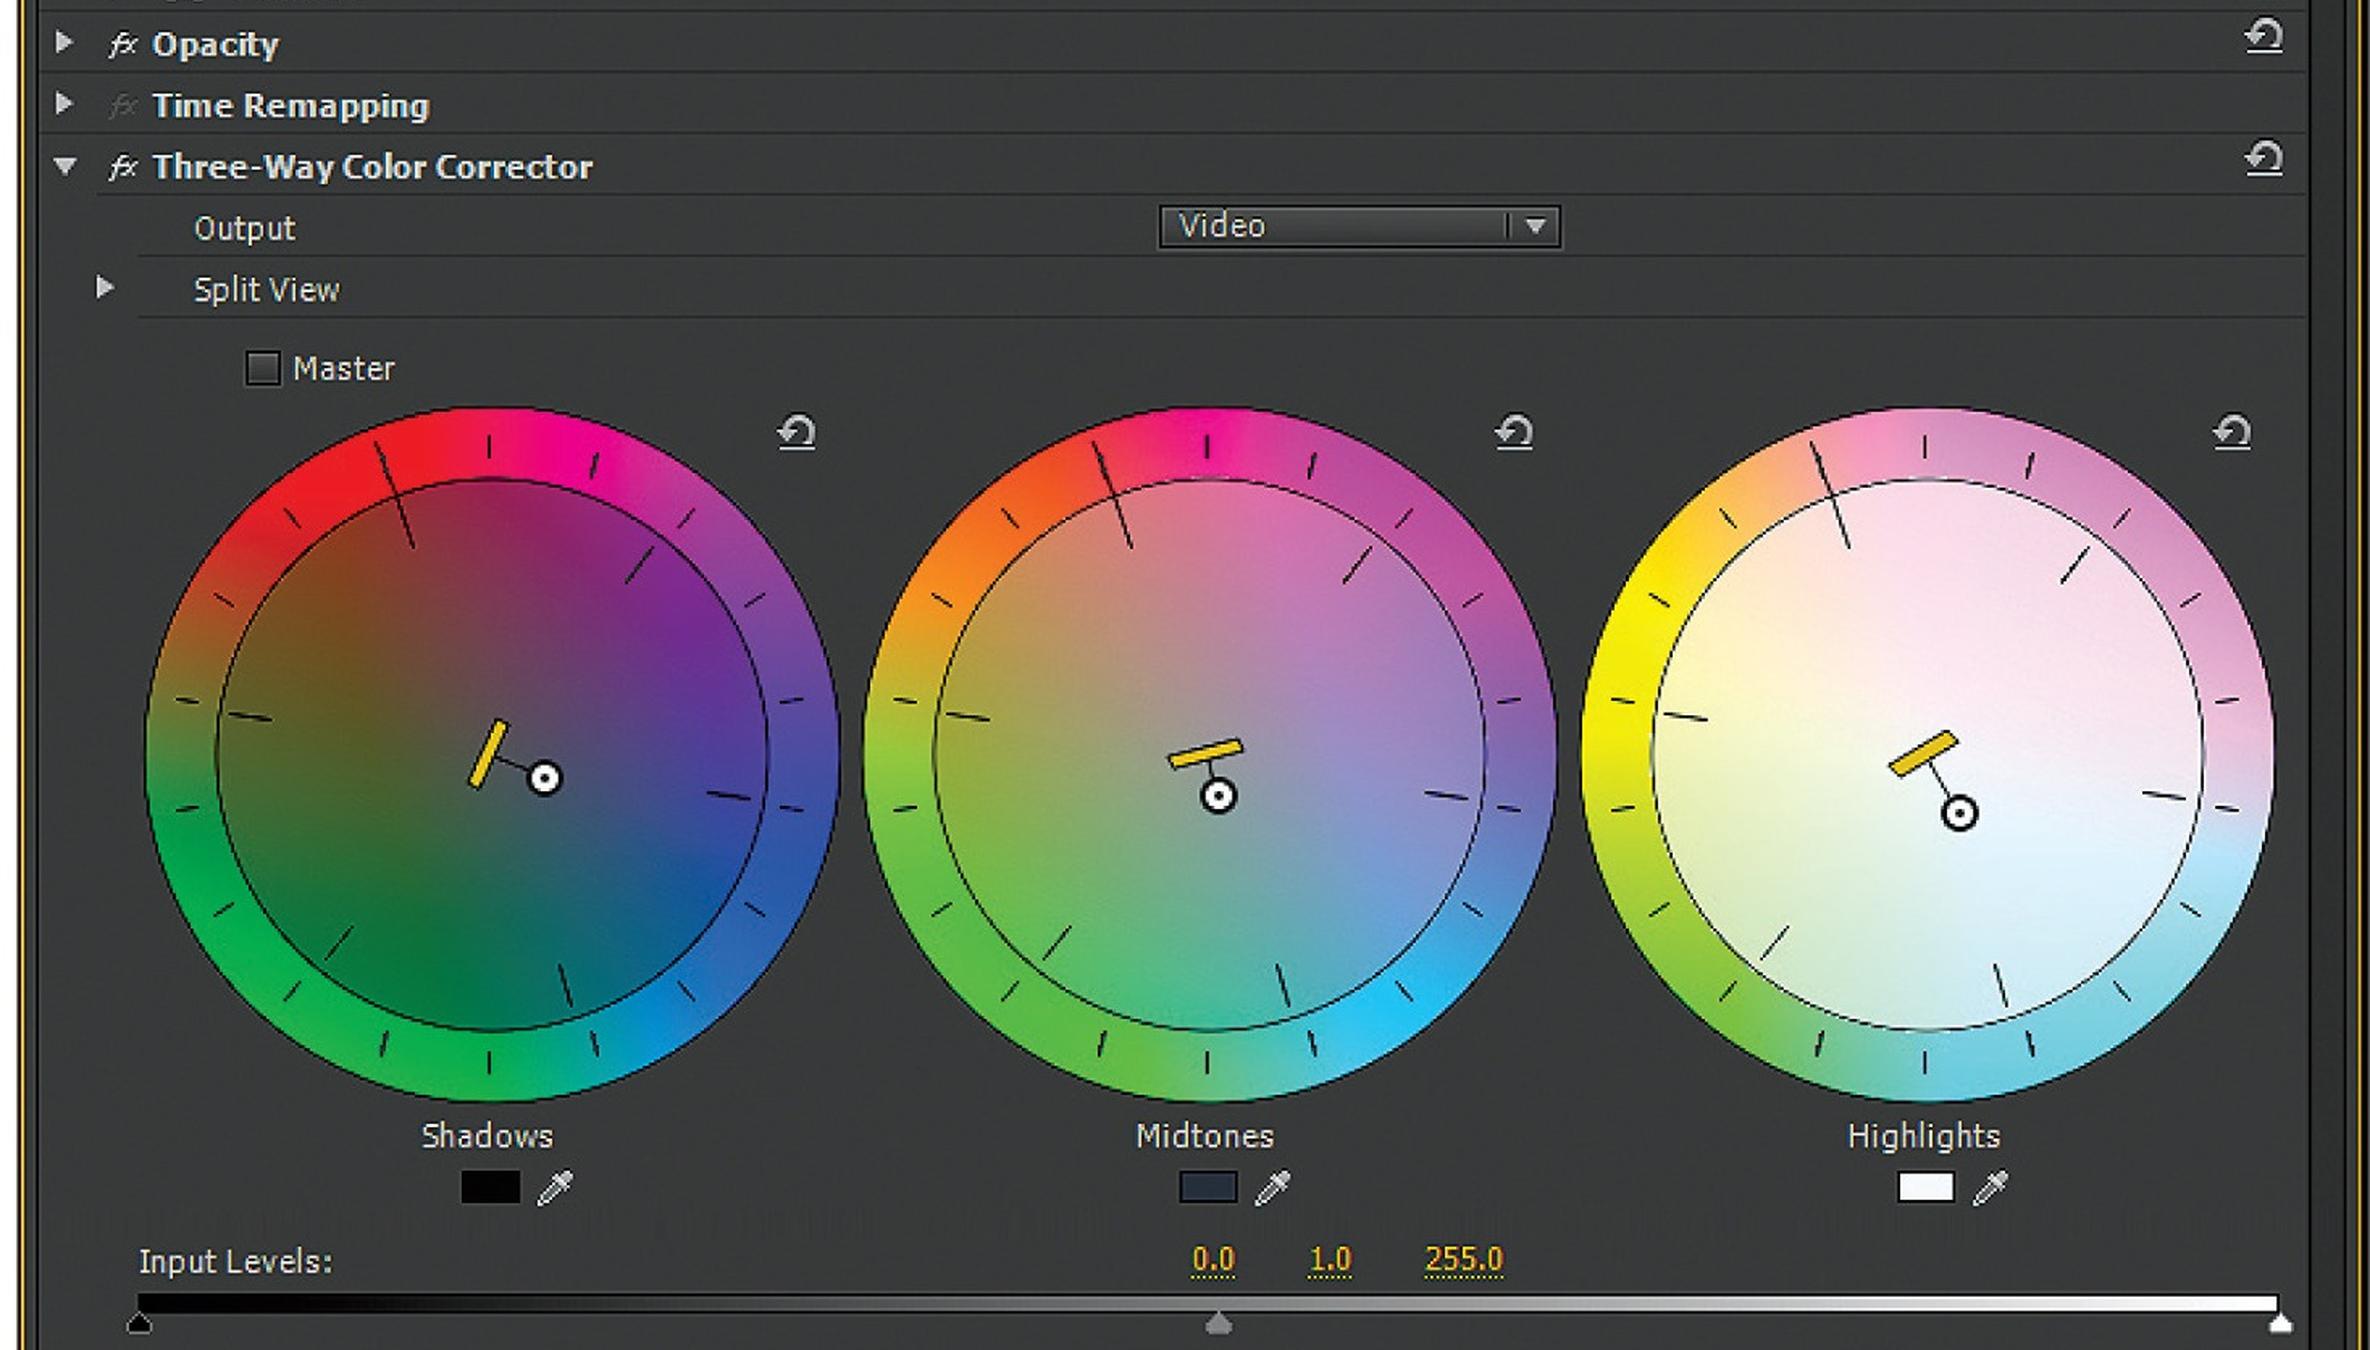 fx Opacity
fx Time Remapping
fx Three-Way Color Corrector
Output Video
Split View
Master
Shadows Midtones Highlights
Input Levels: 0.0 1.0 255.0